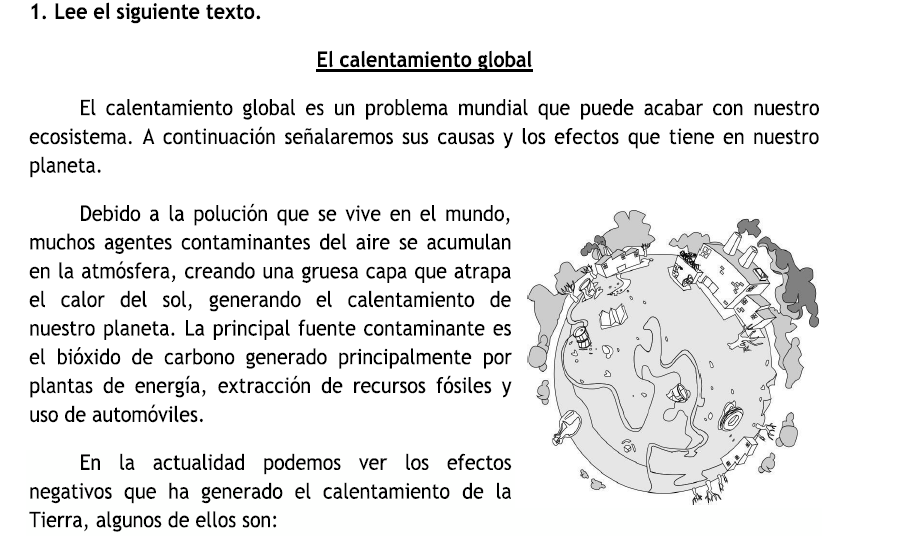 1. Lee el siguiente texto.
El calentamiento global
El calentamiento global es un problema mundial que puede acabar con nuestro
ecosistema. A continuación señalaremos sus causas y los efectos que tiene en nuestro
planeta.
Debido a la polución que se vive en el mundo,
muchos agentes contaminantes del aire se acumulan
en la atmósfera, creando una gruesa capa que atrapa
el calor del sol, generando el calentamiento de
nuestro planeta. La principal fuente contaminante es
el bióxido de carbono generado principalmente por
plantas de energía, extracción de recursos fósiles y
uso de automóviles.
En la actualidad podemos ver los efectos
negativos que ha generado el calentamiento de la
Tierra, algunos de ellos son: